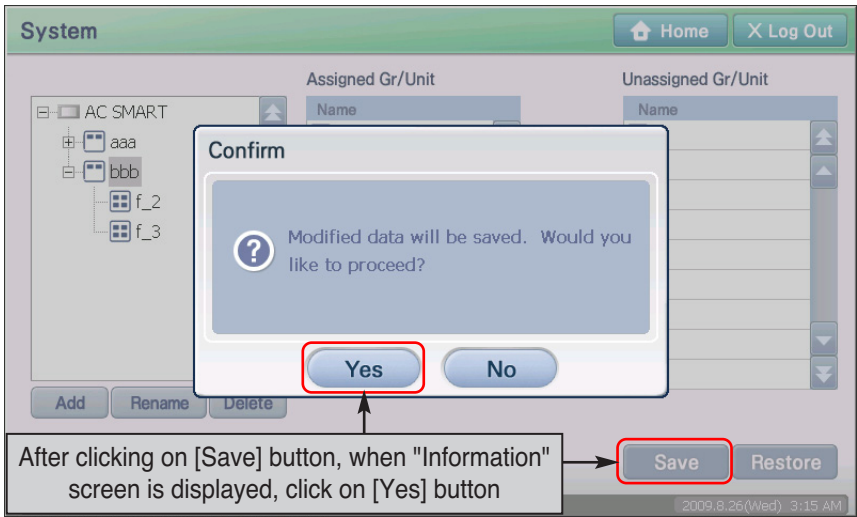 System
Home
X Log Out
Assigned Gr/Unit
Unassigned Gr/Unit
AC SMART
Name
Name
aaa
bbb
f_2
f_3
Confirm
Modified data will be saved. Would you
like to proceed?
Yes
No
Add
Rename
Delete
After clicking on [Save] button, when "Information"
screen is displayed, click on [Yes] button
Save
Restore
2009.8.26(Wed) 3:15 AM